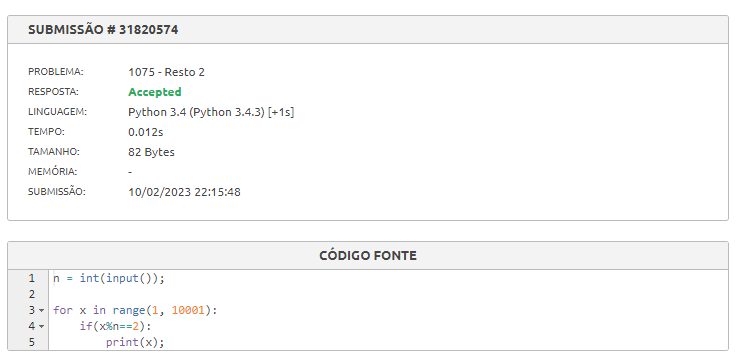 SUBMISSÃO # 31820574
PROBLEMA: 1075 - Resto 2
RESPOSTA: Accepted
LINGUAGEM: Python 3.4 (Python 3.4.3) [+1s]
TEMPO: 0.012s
TAMANHO: 82 Bytes
MEMÓRIA: -
SUBMISSÃO: 10/02/2023 22:15:48
CÓDIGO FONTE
1 n = int(input());
2
3 for x in range(1, 10001):
4     if(x%n==2):
5         print(x);